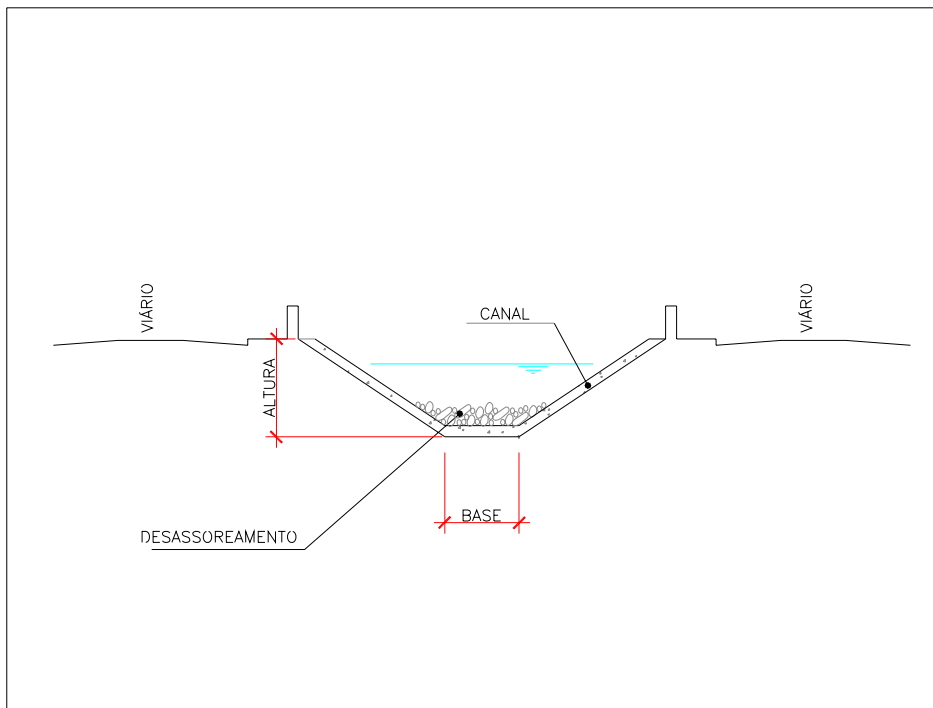 VIÁRIO
CANAL
VIÁRIO
ALTURA
BASE
DESASSOREAMENTO